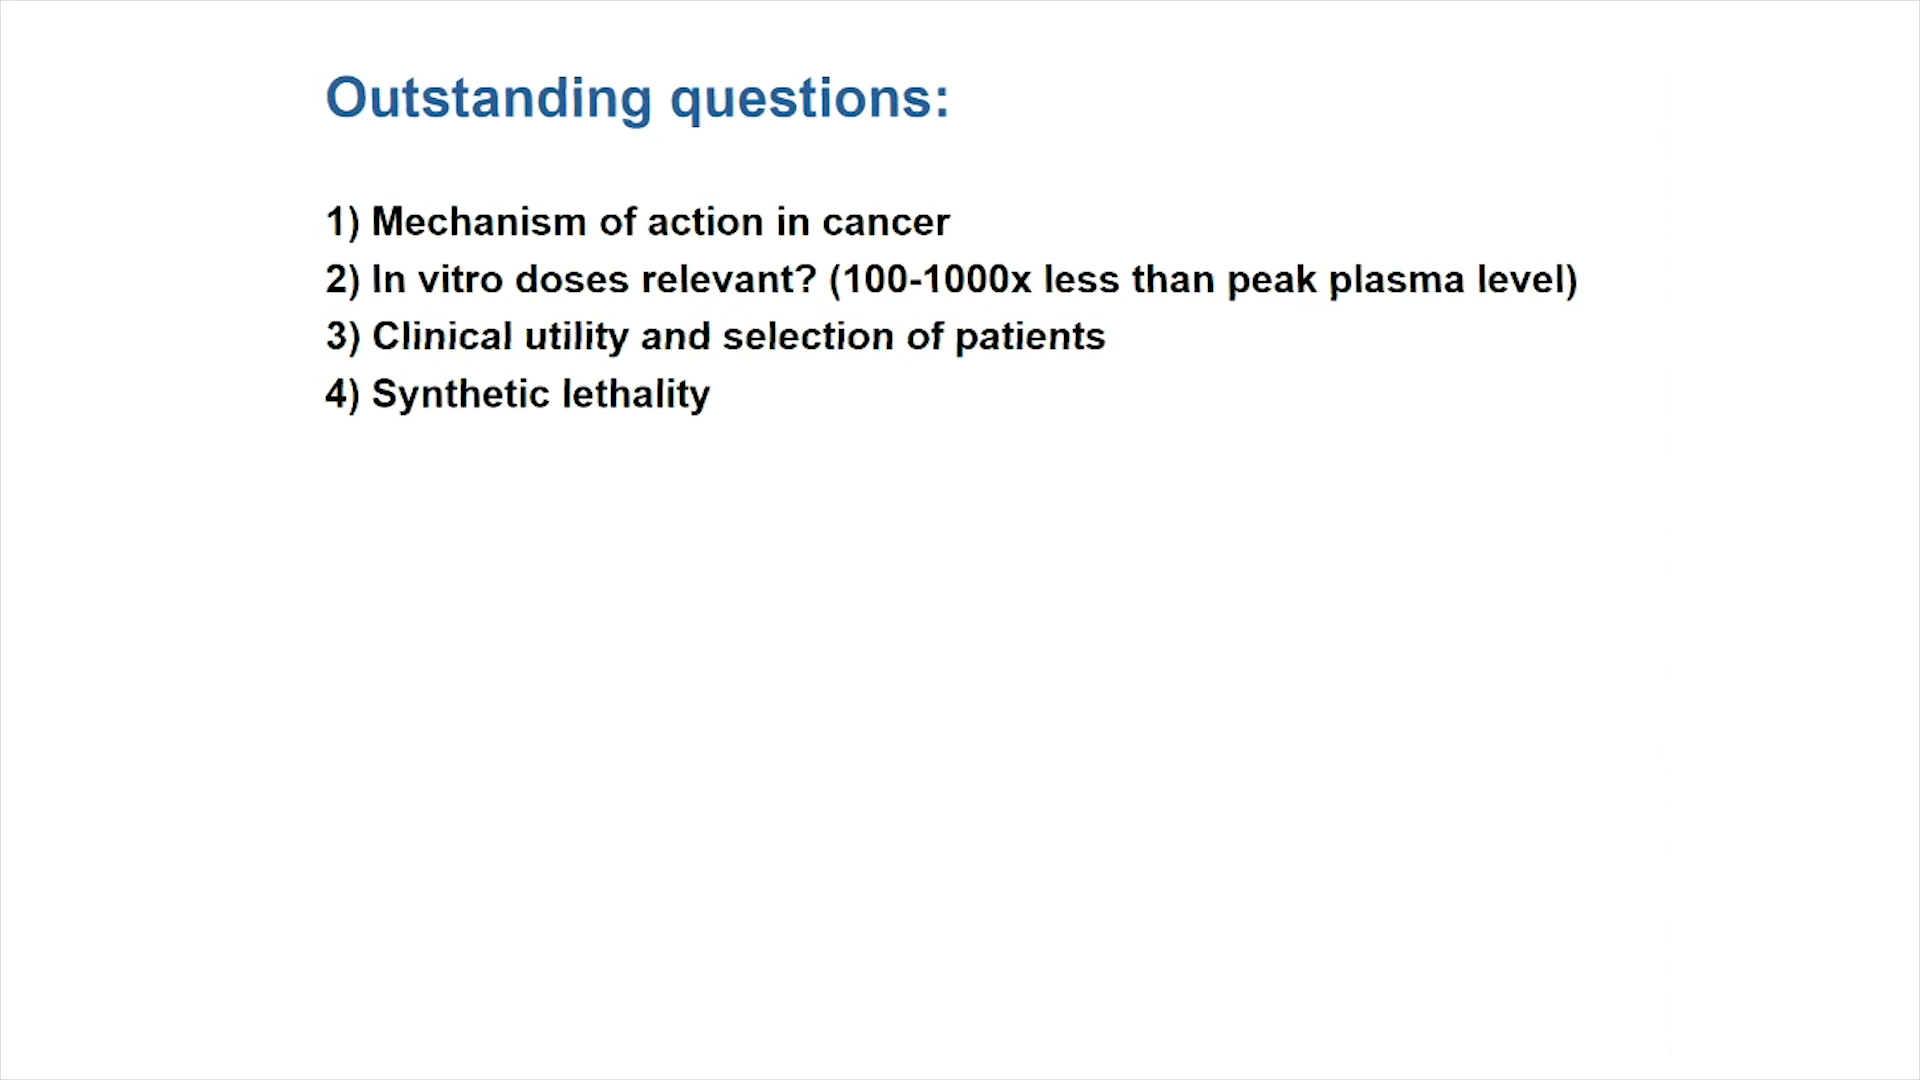 Outstanding questions:
1) Mechanism of action in cancer
2) In vitro doses relevant? (100-1000x less than peak plasma level)
3) Clinical utility and selection of patients
4) Synthetic lethality